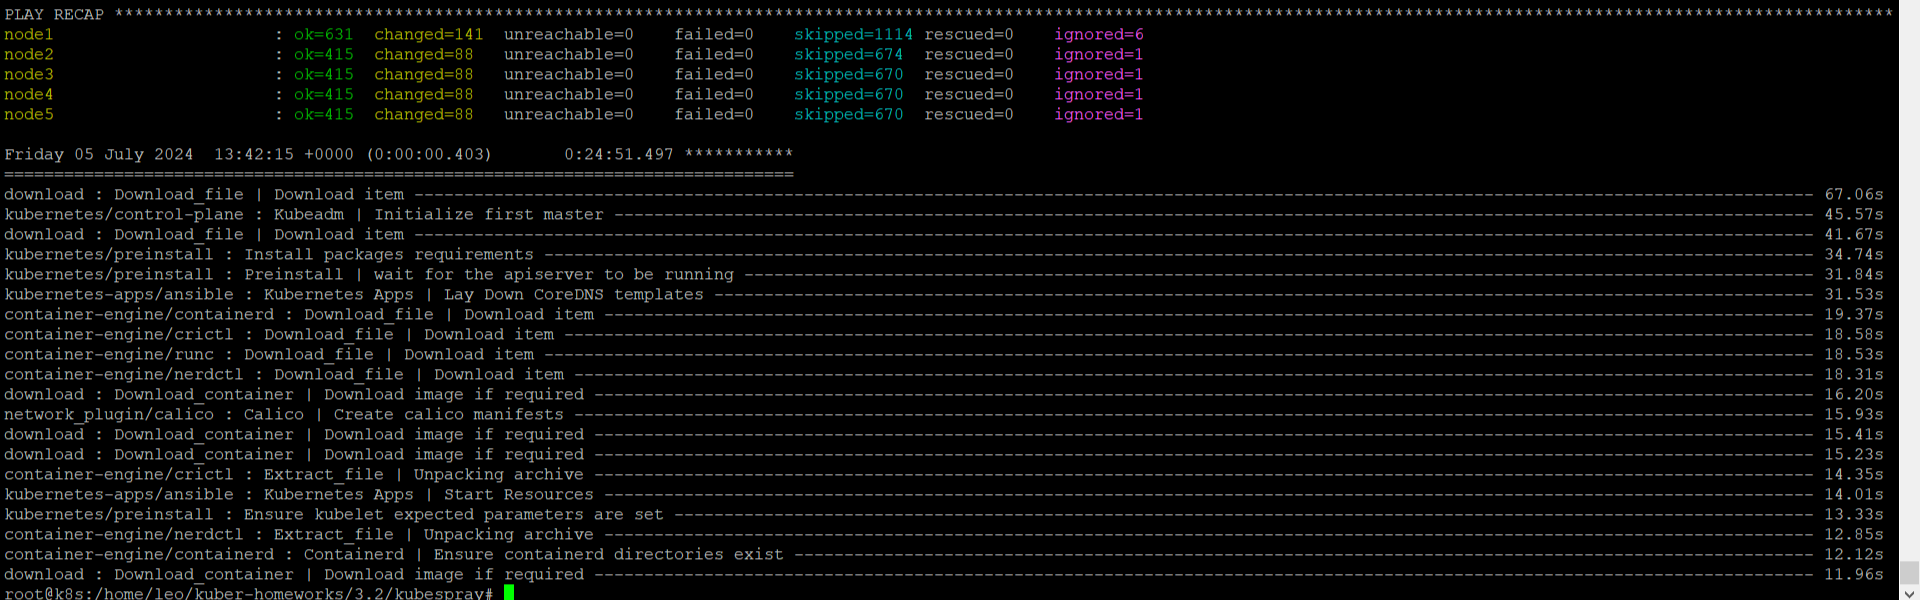 PLAY RECAP **********************************************************************************************************************************************************************************
node1                      : ok=631  changed=141  unreachable=0    failed=0    skipped=1114 rescued=0    ignored=6
node2                      : ok=415  changed=88   unreachable=0    failed=0    skipped=674  rescued=0    ignored=1
node3                      : ok=415  changed=88   unreachable=0    failed=0    skipped=670  rescued=0    ignored=1
node4                      : ok=415  changed=88   unreachable=0    failed=0    skipped=670  rescued=0    ignored=1
node5                      : ok=415  changed=88   unreachable=0    failed=0    skipped=670  rescued=0    ignored=1
Friday 05 July 2024  13:42:15 +0000 (0:00:00.403)       0:24:51.497 ***********
===============================================================================
download : Download_file | Download item -------------------------------------------------------------------------------------------------------------------------------------------- 67.06s
kubernetes/control-plane : Kubeadm | Initialize first master ------------------------------------------------------------------------------------------------------------------------ 45.57s
download : Download_file | Download item -------------------------------------------------------------------------------------------------------------------------------------------- 41.67s
kubernetes/preinstall : Install packages requirements ------------------------------------------------------------------------------------------------------------------------------- 34.74s
kubernetes/preinstall : Preinstall | wait for the apiserver to be running ----------------------------------------------------------------------------------------------------------- 31.84s
kubernetes-apps/ansible : Kubernetes Apps | Lay Down CoreDNS templates -------------------------------------------------------------------------------------------------------------- 31.53s
container-engine/containerd : Download_file | Download item ------------------------------------------------------------------------------------------------------------------------- 19.37s
container-engine/crictl : Download_file | Download item ----------------------------------------------------------------------------------------------------------------------------- 18.58s
container-engine/runc : Download_file | Download item ------------------------------------------------------------------------------------------------------------------------------- 18.53s
container-engine/nerdctl : Download_file | Download item ---------------------------------------------------------------------------------------------------------------------------- 18.31s
download : Download_container | Download image if required -------------------------------------------------------------------------------------------------------------------------- 16.20s
network_plugin/calico : Calico | Create calico manifests ---------------------------------------------------------------------------------------------------------------------------- 15.93s
download : Download_container | Download image if required -------------------------------------------------------------------------------------------------------------------------- 15.41s
download : Download_container | Download image if required -------------------------------------------------------------------------------------------------------------------------- 15.23s
container-engine/crictl : Extract_file | Unpacking archive -------------------------------------------------------------------------------------------------------------------------- 14.35s
kubernetes-apps/ansible : Kubernetes Apps | Start Resources ------------------------------------------------------------------------------------------------------------------------- 14.01s
kubernetes/preinstall : Ensure kubelet expected parameters are set ------------------------------------------------------------------------------------------------------------------ 13.33s
container-engine/nerdctl : Extract_file | Unpacking archive ------------------------------------------------------------------------------------------------------------------------- 12.85s
container-engine/containerd : Containerd | Ensure containerd directories exist ------------------------------------------------------------------------------------------------------ 12.12s
download : Download_container | Download image if required -------------------------------------------------------------------------------------------------------------------------- 11.96s
root@k8s:/home/leo/kuber-homeworks/3.2/kubespray#